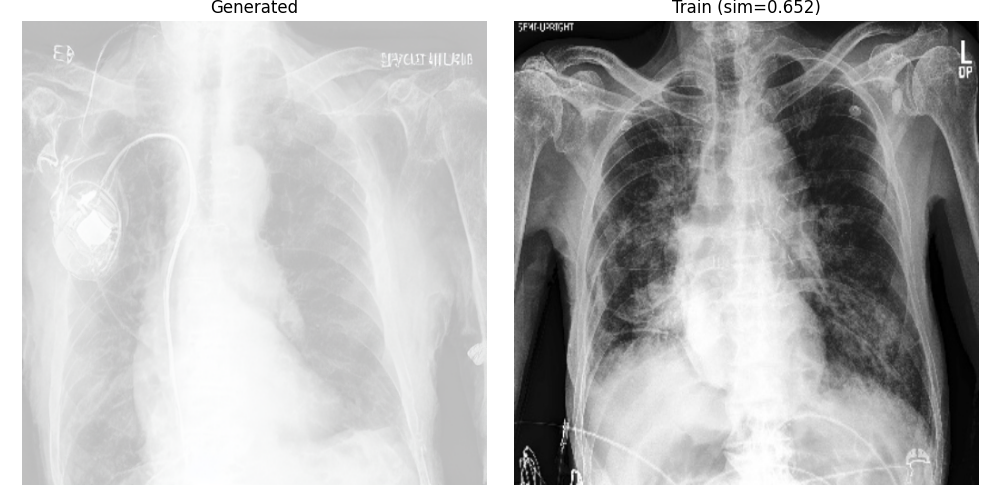 Generated
Train (sim=0.652)
SEMI-UPRIGHT
L
OP